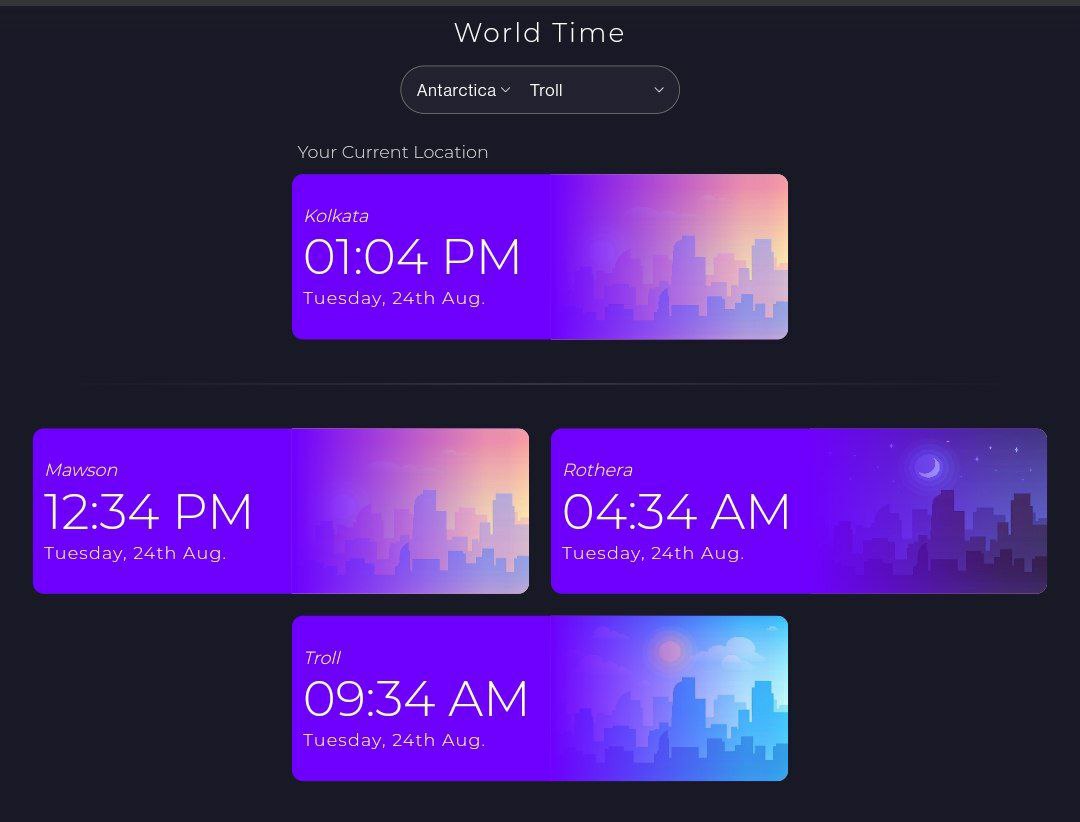 World Time
Antarctica Troll
Your Current Location
Kolkata
01:04 PM
Tuesday, 24th Aug.
Mawson
12:34 PM
Tuesday, 24th Aug.
Rothera
04:34 AM
Tuesday, 24th Aug.
Troll
09:34 AM
Tuesday, 24th Aug.